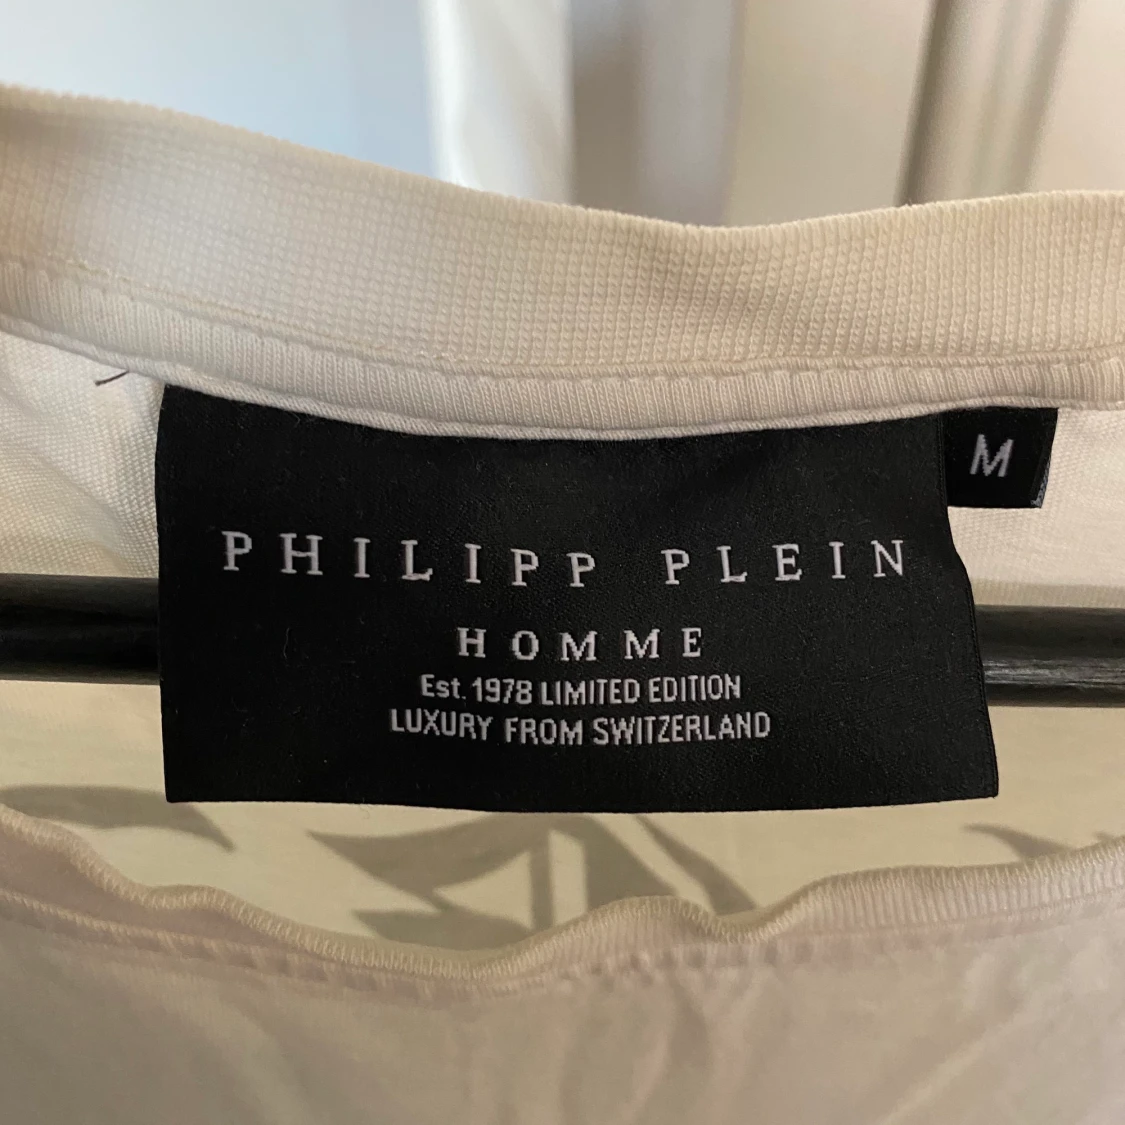 M
PHILIPP PLEIN
HOMME
Est. 1978 LIMITED EDITION
LUXURY FROM SWITZERLAND